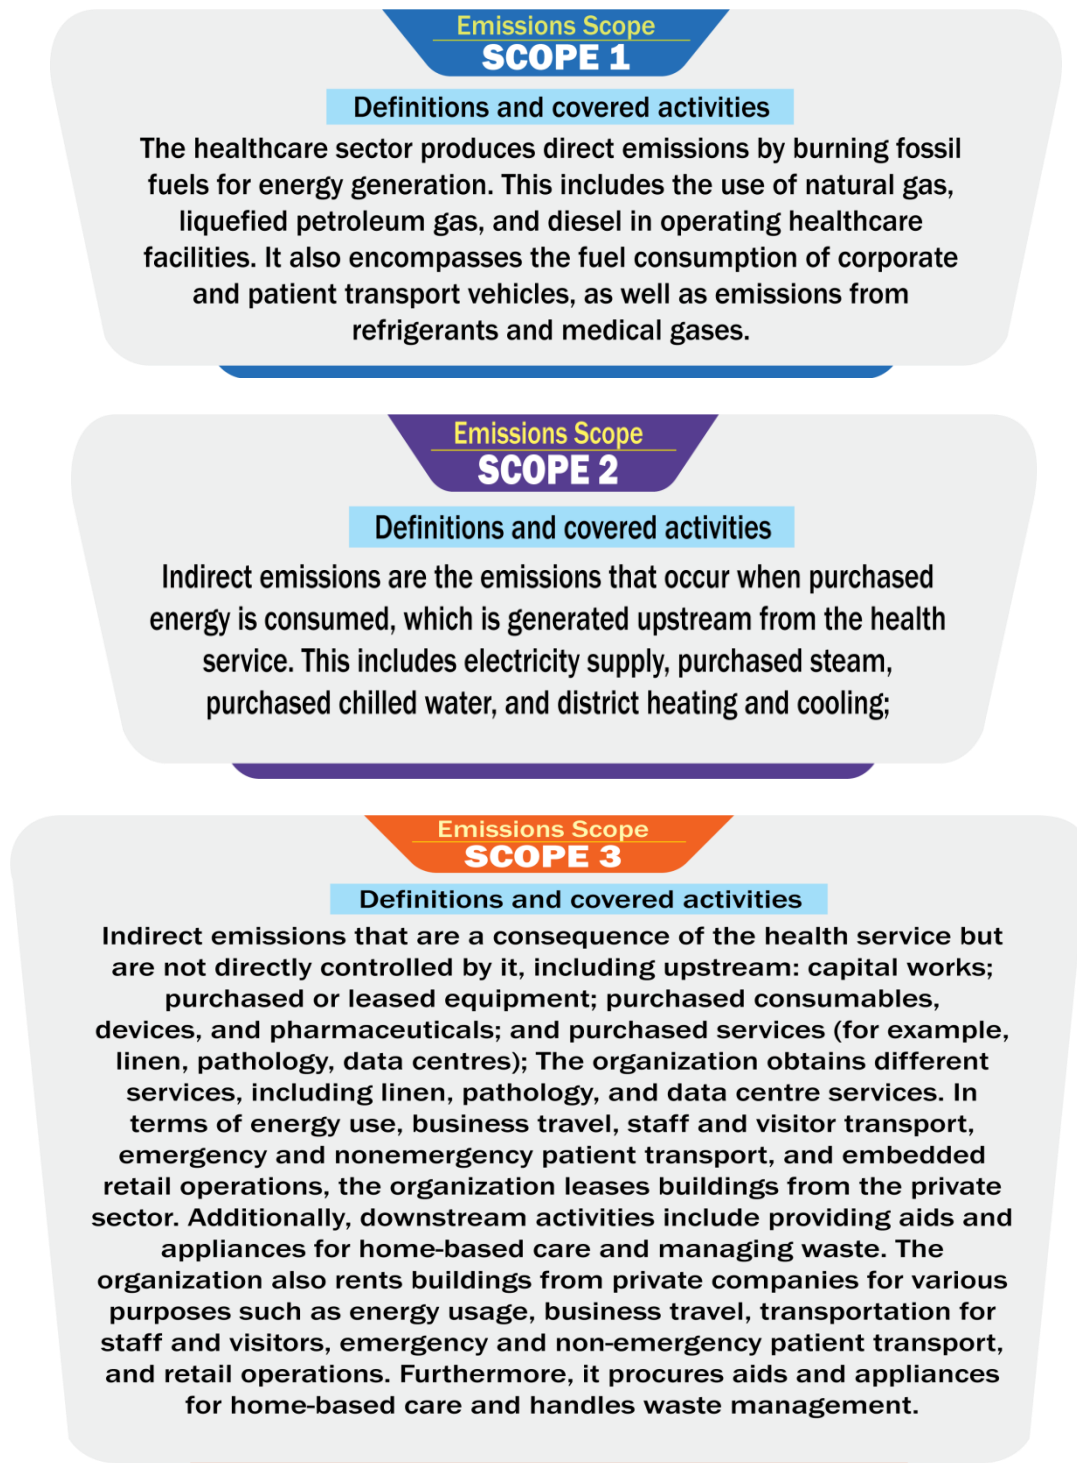 Emissions Scope
SCOPE 1
Definitions and covered activities
The healthcare sector produces direct emissions by burning fossil
fuels for energy generation. This includes the use of natural gas,
liquefied petroleum gas, and diesel in operating healthcare
facilities. It also encompasses the fuel consumption of corporate
and patient transport vehicles, as well as emissions from
refrigerants and medical gases.
Emissions Scope
SCOPE 2
Definitions and covered activities
Indirect emissions are the emissions that occur when purchased
energy is consumed, which is generated upstream from the health
service. This includes electricity supply, purchased steam,
purchased chilled water, and district heating and cooling;
Emissions Scope
SCOPE 3
Definitions and covered activities
Indirect emissions that are a consequence of the health service but
are not directly controlled by it, including upstream: capital works;
purchased or leased equipment; purchased consumables,
devices, and pharmaceuticals; and purchased services (for example,
linen, pathology, data centres); The organization obtains different
services, including linen, pathology, and data centre services. In
terms of energy use, business travel, staff and visitor transport,
emergency and nonemergency patient transport, and embedded
retail operations, the organization leases buildings from the private
sector. Additionally, downstream activities include providing aids and
appliances for home-based care and managing waste. The
organization also rents buildings from private companies for various
purposes such as energy usage, business travel, transportation for
staff and visitors, emergency and non-emergency patient transport,
and retail operations. Furthermore, it procures aids and appliances
for home-based care and handles waste management.